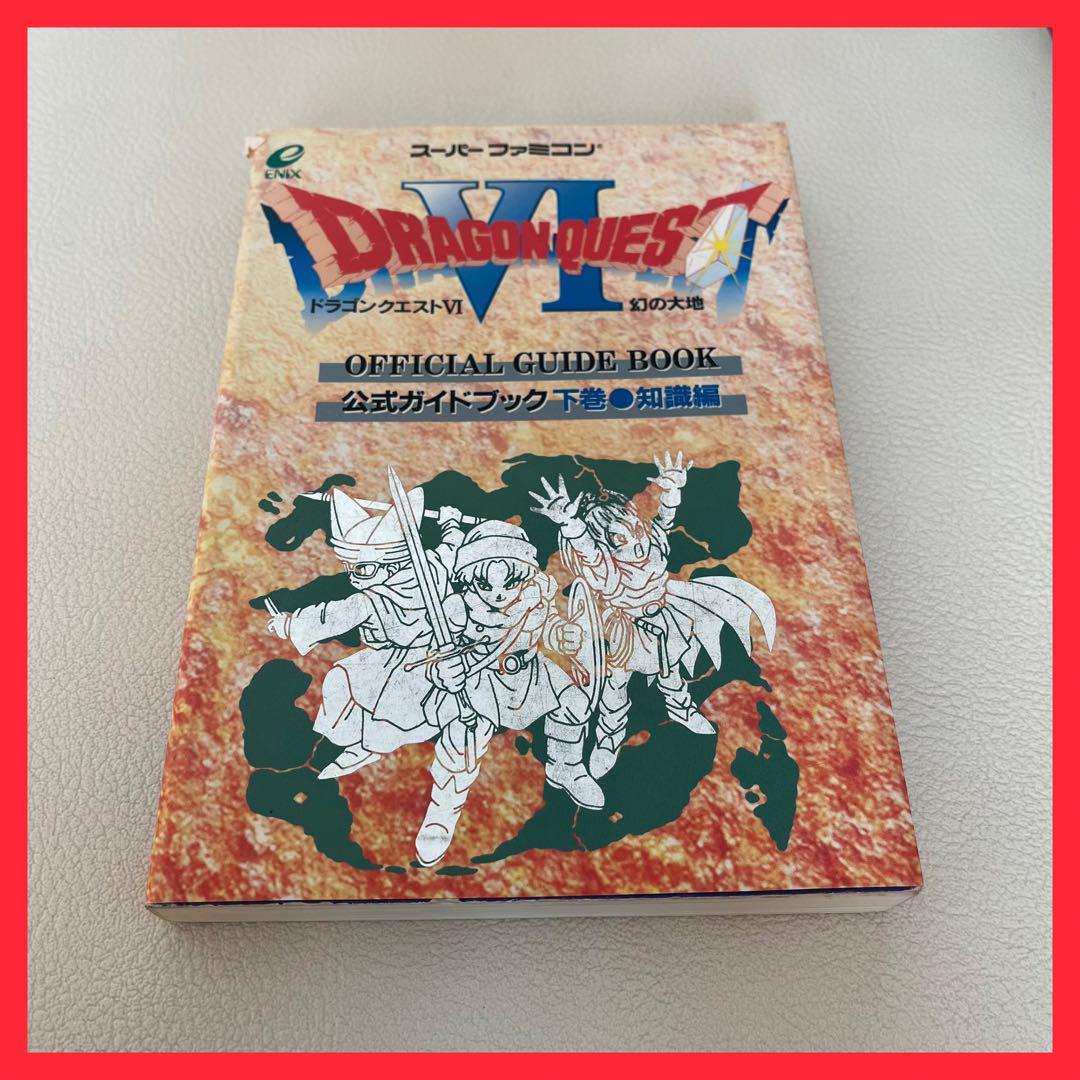 スーパーファミコン®
ENIX
VI
DRAGON QUEST
ドラゴンクエストVI 幻の大地
OFFICIAL GUIDE BOOK
公式ガイドブック 下巻●知識編